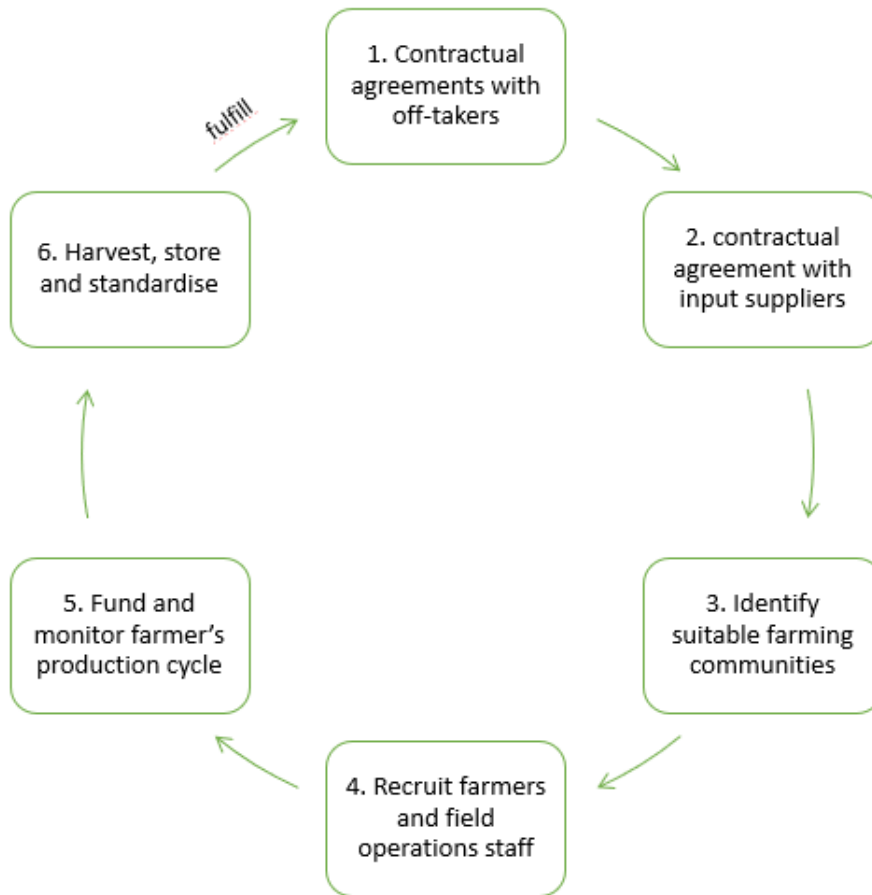 1. Contractual
agreements with
off-takers
2. contractual
agreement with
input suppliers
3. Identify
suitable farming
communities
4. Recruit farmers
and field
operations staff
5. Fund and
monitor farmer’s
production cycle
6. Harvest, store
and standardise
fulfill